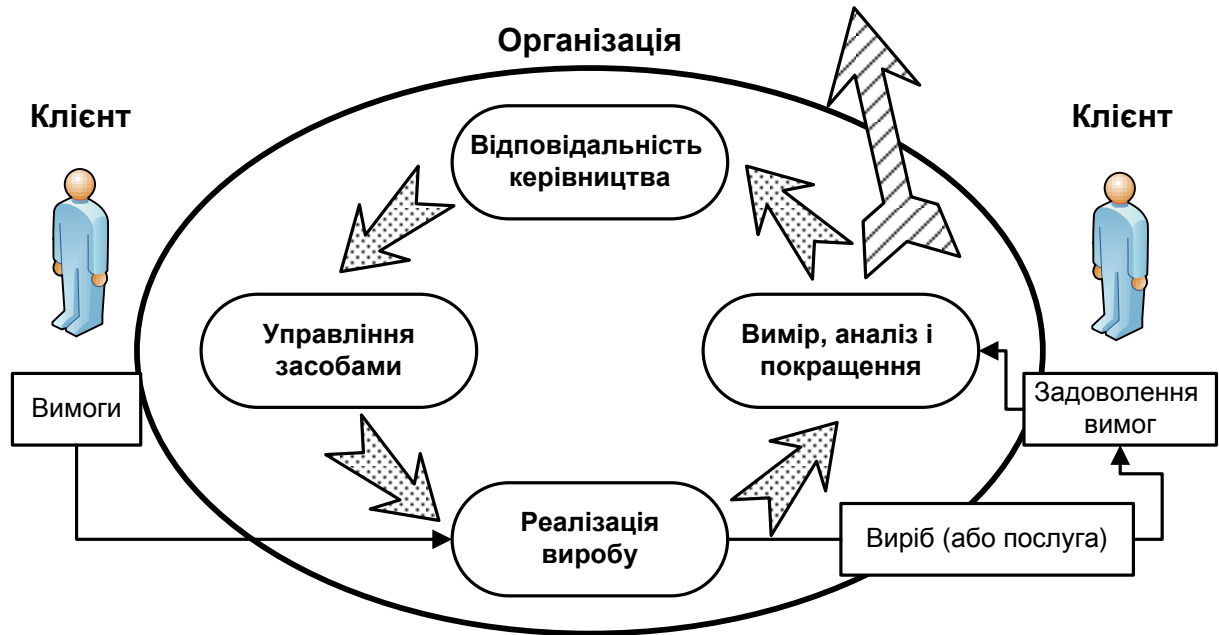 Організація
Клієнт
Клієнт
Відповідальність
керівництва
Управління
засобами
Вимір, аналіз і
покращення
Вимоги
Задоволення
вимог
Реалізація
виробу
Виріб (або послуга)